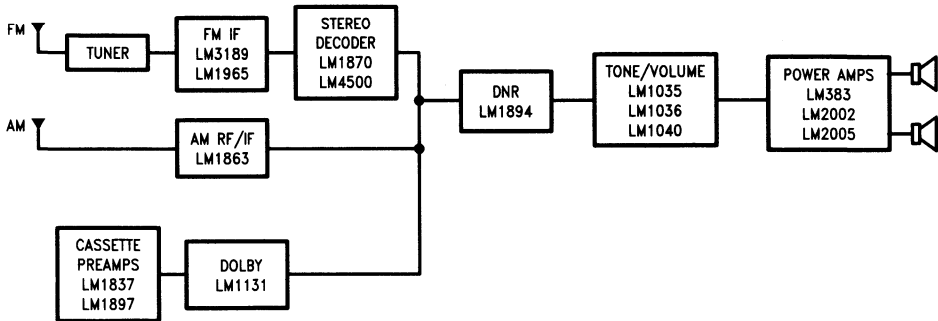 FM
TUNER
FM IF
LM3189
LM1965
STEREO
DECODER
LM1870
LM4500
AM
AM RF/IF
LM1863
CASSETTE
PREAMPS
LM1837
LM1897
DOLBY
LM1131
DNR
LM1894
TONE/VOLUME
LM1035
LM1036
LM1040
POWER AMPS
LM383
LM2002
LM2005